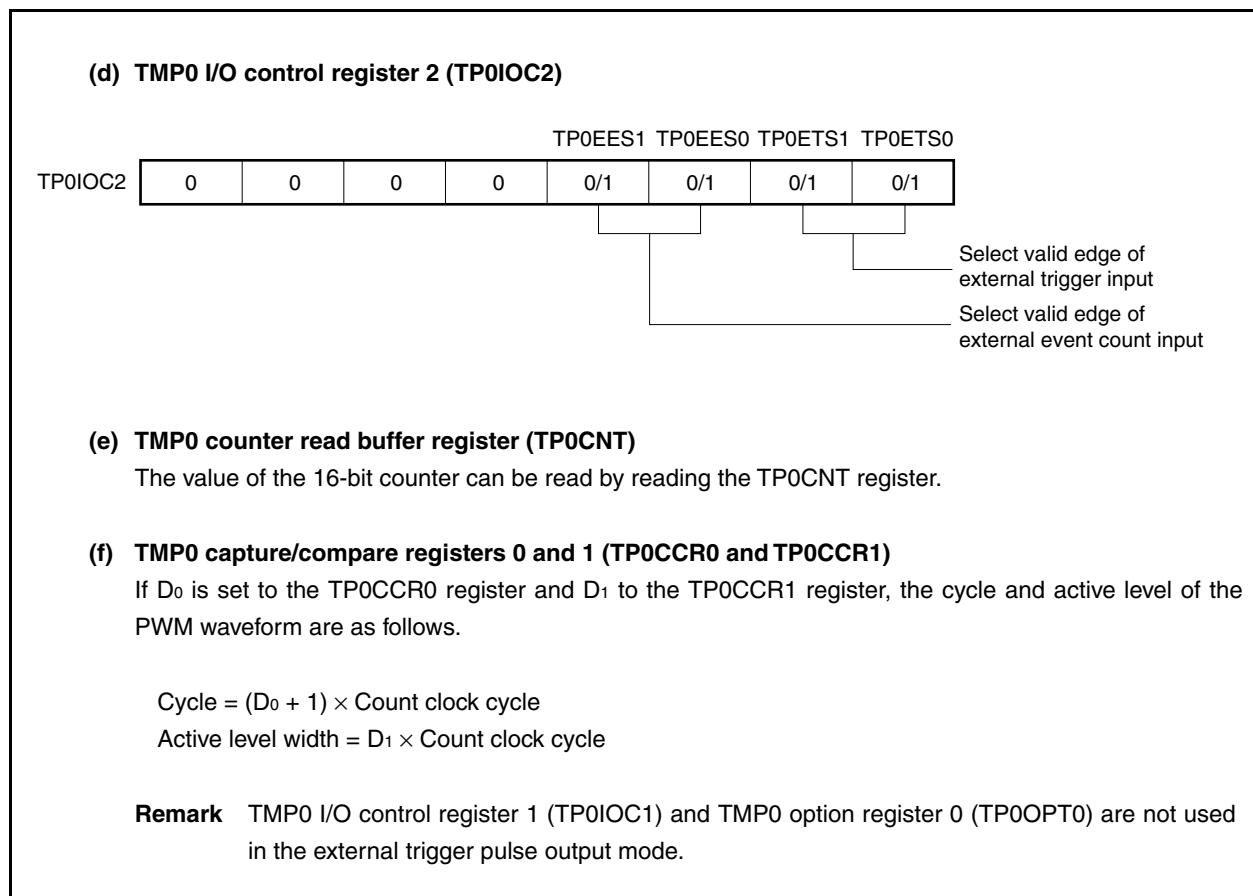 (d) TMP0 I/O control register 2 (TP0IOC2)
TP0EES1 TP0EES0 TP0ETS1 TP0ETS0
TP0IOC2 0 0 0 0 0/1 0/1 0/1 0/1
Select valid edge of
external trigger input
Select valid edge of
external event count input
(e) TMP0 counter read buffer register (TP0CNT)
The value of the 16-bit counter can be read by reading the TP0CNT register.
(f) TMP0 capture/compare registers 0 and 1 (TP0CCR0 and TP0CCR1)
If D0 is set to the TP0CCR0 register and D1 to the TP0CCR1 register, the cycle and active level of the
PWM waveform are as follows.
Cycle = (D0 + 1) × Count clock cycle
Active level width = D1 × Count clock cycle
Remark TMP0 I/O control register 1 (TP0IOC1) and TMP0 option register 0 (TP0OPT0) are not used
in the external trigger pulse output mode.